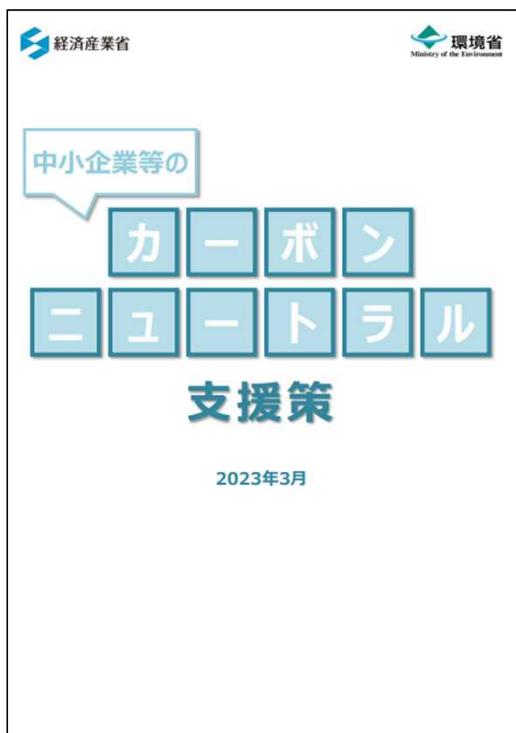 経済産業省
環境省
Ministry of the Environment
中小企業等の
カーボン
ニュートラル
支援策
2023年3月